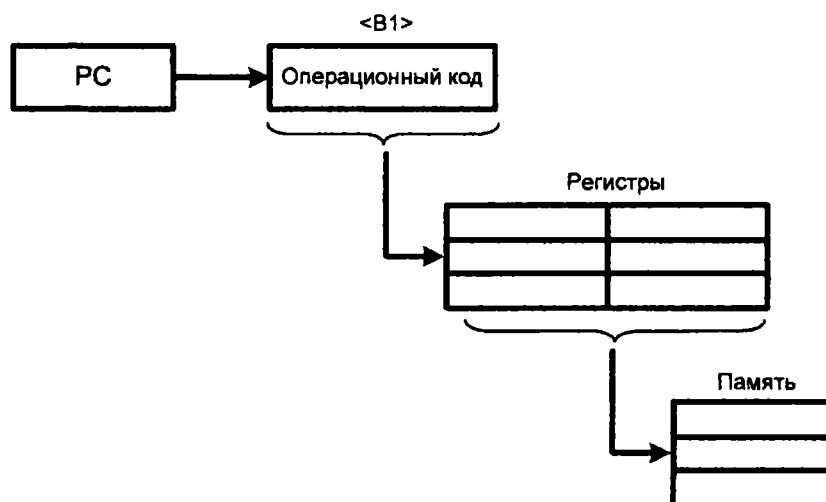 <B1>
PC
Операционный код
Регистры
Память